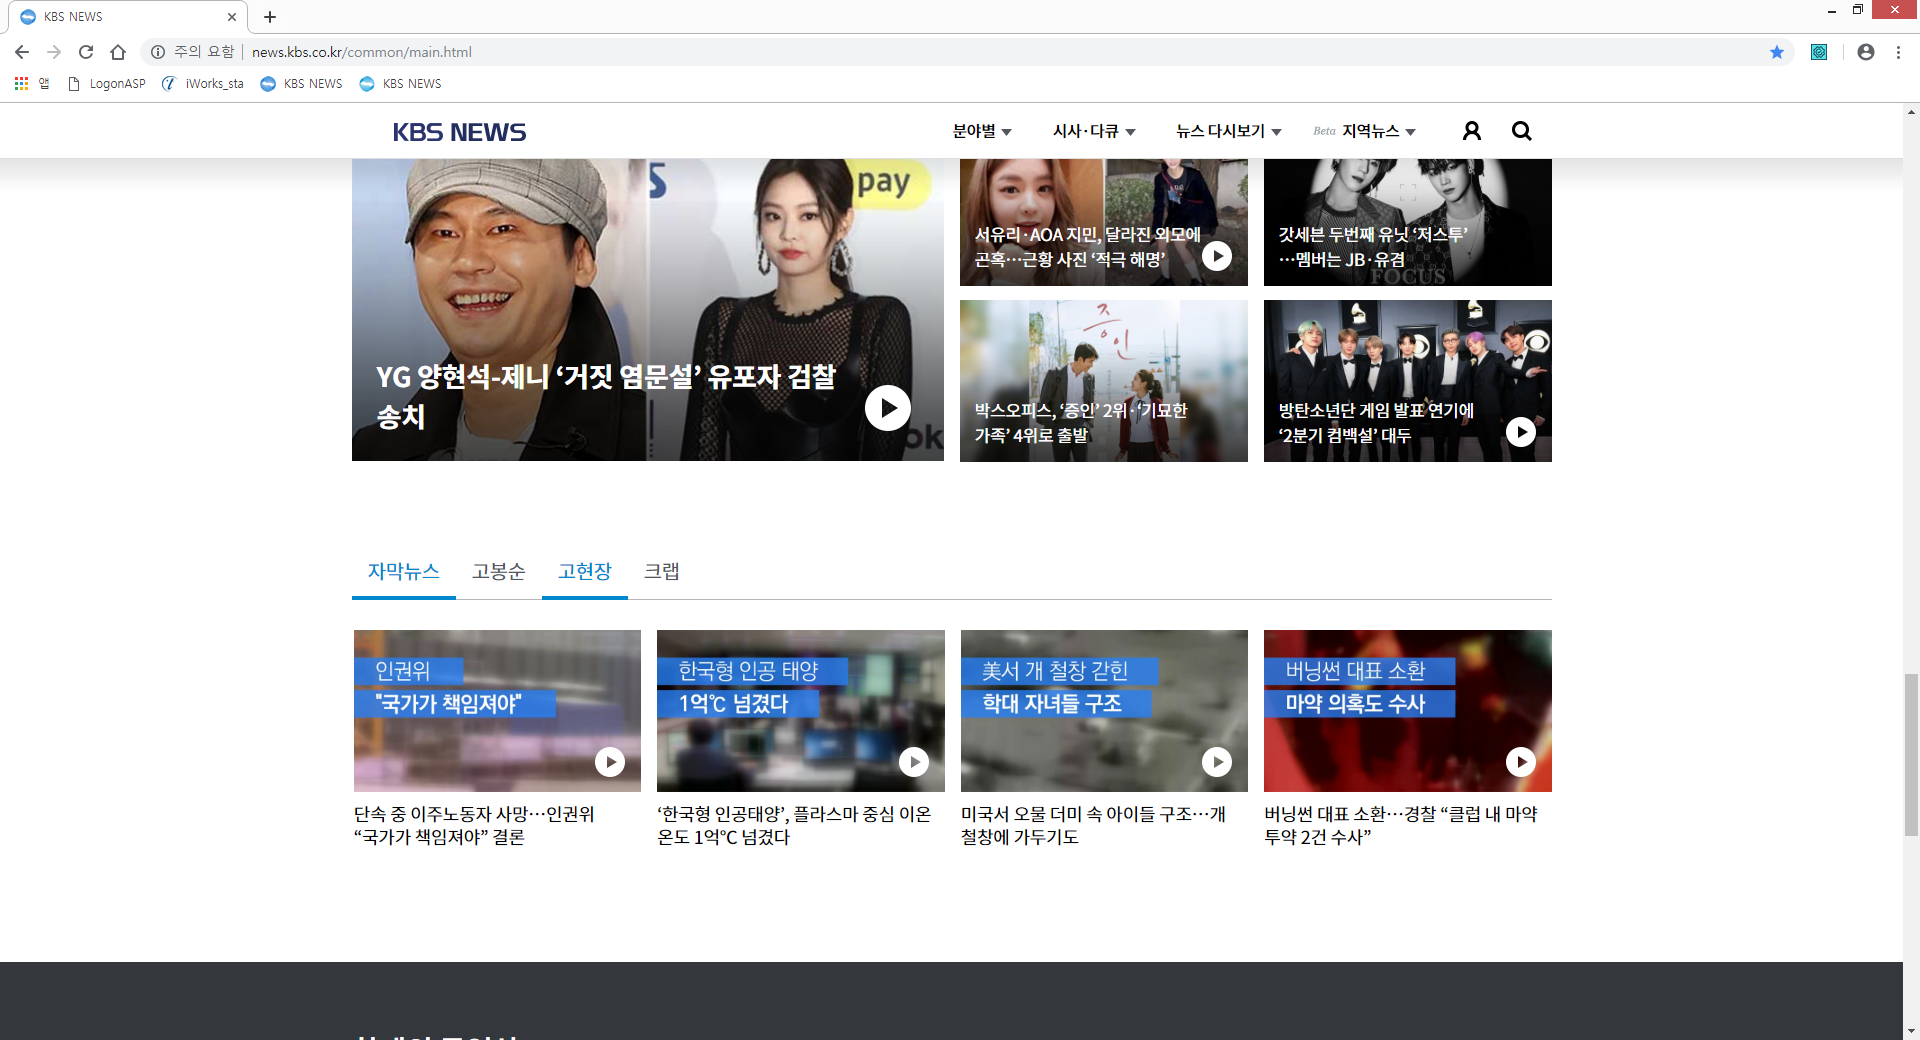 KBS NEWS
주의 요함
news.kbs.co.kr/common/main.html
앱
LogonASP
iWorks_sta
KBS NEWS
KBS NEWS
KBS NEWS
분야별
시사·다큐
뉴스 다시보기
Beta 지역뉴스
pay
YG 양현석-제니 ‘거짓 염문설’ 유포자 검찰
송치
서유리·AOA 지민, 달라진 외모에
곤혹…근황 사진 ‘적극 해명’
갓세븐 두번째 유닛 ‘저스투’
…멤버는 JB·유겸
FOCUS
증인
박스오피스, ‘증인’ 2위·‘기묘한
가족’ 4위로 출발
방탄소년단 게임 발표 연기에
‘2분기 컴백설’ 대두
자막뉴스
고봉순
고현장
크랩
인권위
"국가가 책임져야"
한국형 인공 태양
1억℃ 넘겼다
美서 개 철창 갇힌
학대 자녀들 구조
버닝썬 대표 소환
마약 의혹도 수사
단속 중 이주노동자 사망…인권위
“국가가 책임져야” 결론
‘한국형 인공태양’, 플라스마 중심 이온
온도 1억℃ 넘겼다
미국서 오물 더미 속 아이들 구조…개
철창에 가두기도
버닝썬 대표 소환…경찰 “클럽 내 마약
투약 2건 수사”